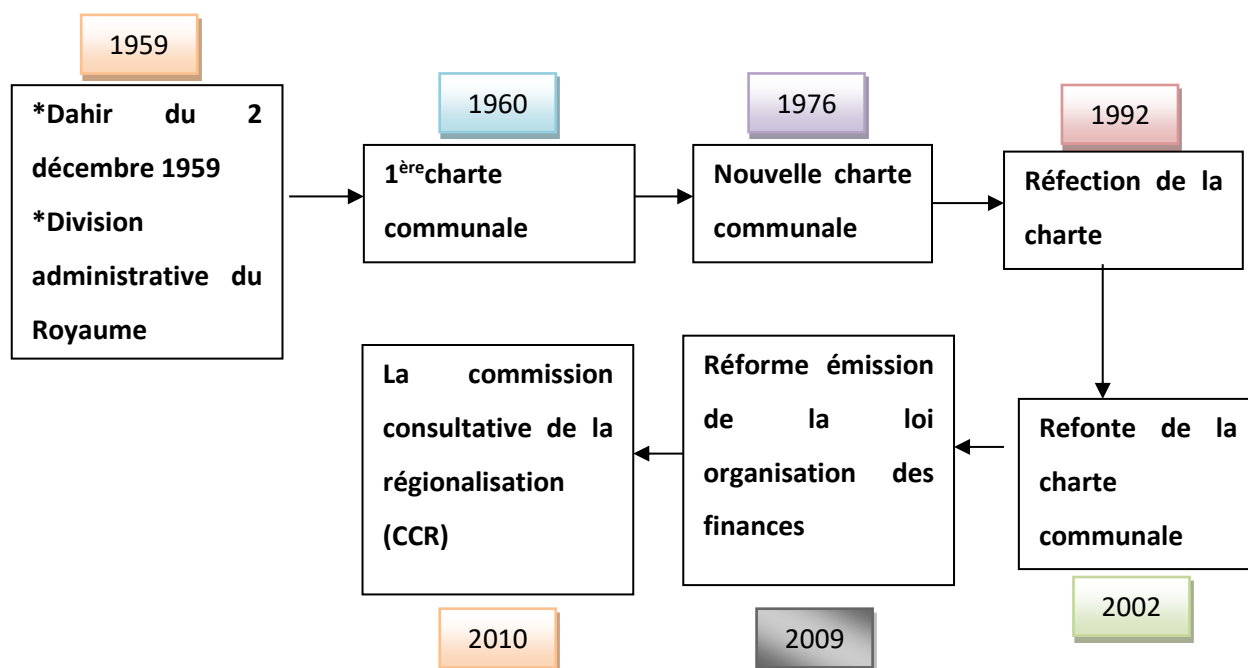 1959
*Dahir du 2
décembre 1959
*Division
administrative du
Royaume
1960
1ère charte
communale
1976
Nouvelle charte
communale
1992
Réfection de la
charte
Refonte de la
charte
communale
2002
Réforme émission
de la loi
organisation des
finances
2009
La commission
consultative de la
régionalisation
(CCR)
2010